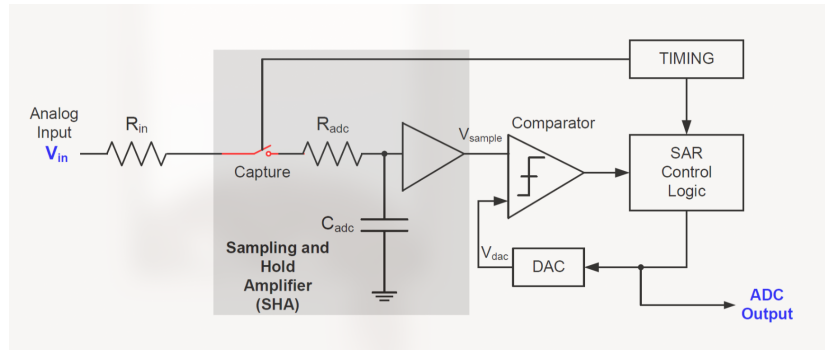 TIMING
Analog
Input
Vin
Rin
Capture
Radc
Cadc
Sampling and
Hold
Amplifier
(SHA)
Vsample
Comparator
SAR
Control
Logic
Vdac
DAC
ADC
Output